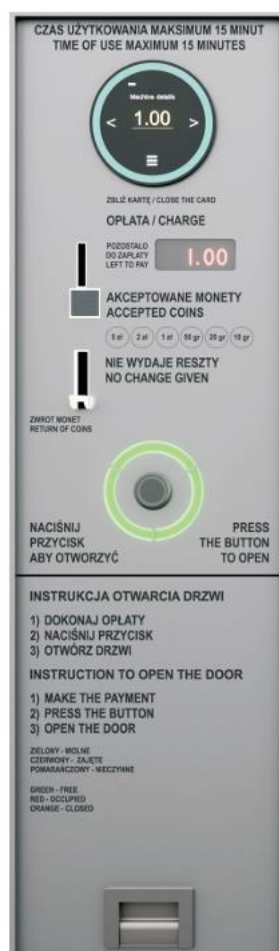 CZAS UŻYTKOWANIA MAKSIMUM 15 MINUT
TIME OF USE MAXIMUM 15 MINUTES
Machine details
< 1.00 >
ZBLIŻ KARTĘ / CLOSE THE CARD
OPŁATA / CHARGE
POZOSTAŁO
DO ZAPŁATY
LEFT TO PAY
1.00
AKCEPTOWANE MONETY
ACCEPTED COINS
5 zł 2 zł 1 zł 50 gr 20 gr 10 gr
NIE WYDAJE RESZTY
NO CHANGE GIVEN
ZWROT MONET
RETURN OF COINS
NACIŚNIJ
PRZYCISK
ABY OTWORZYĆ
PRESS
THE BUTTON
TO OPEN
INSTRUKCJA OTWARCIA DRZWI
1) DOKONAJ OPŁATY
2) NACIŚNIJ PRZYCISK
3) OTWÓRZ DRZWI
INSTRUCTION TO OPEN THE DOOR
1) MAKE THE PAYMENT
2) PRESS THE BUTTON
3) OPEN THE DOOR
ZIELONY - WOLNE
CZERWONY - ZAJĘTE
POMARAŃCZOWY - NIECZYNNE
GREEN - FREE
RED - OCCUPIED
ORANGE - CLOSED